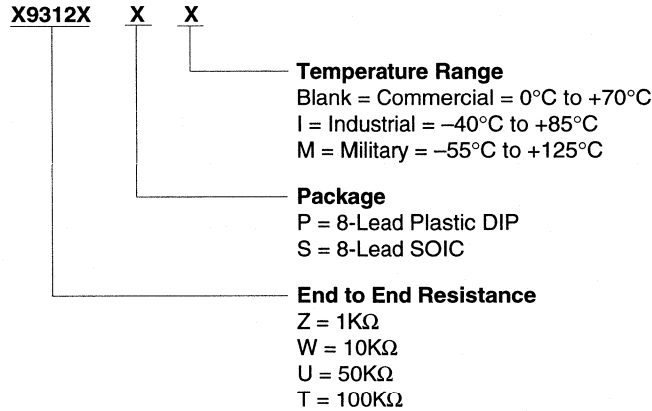 X9312X X X
Temperature Range
Blank = Commercial = 0°C to +70°C
I = Industrial = –40°C to +85°C
M = Military = –55°C to +125°C
Package
P = 8-Lead Plastic DIP
S = 8-Lead SOIC
End to End Resistance
Z = 1KΩ
W = 10KΩ
U = 50KΩ
T = 100KΩ